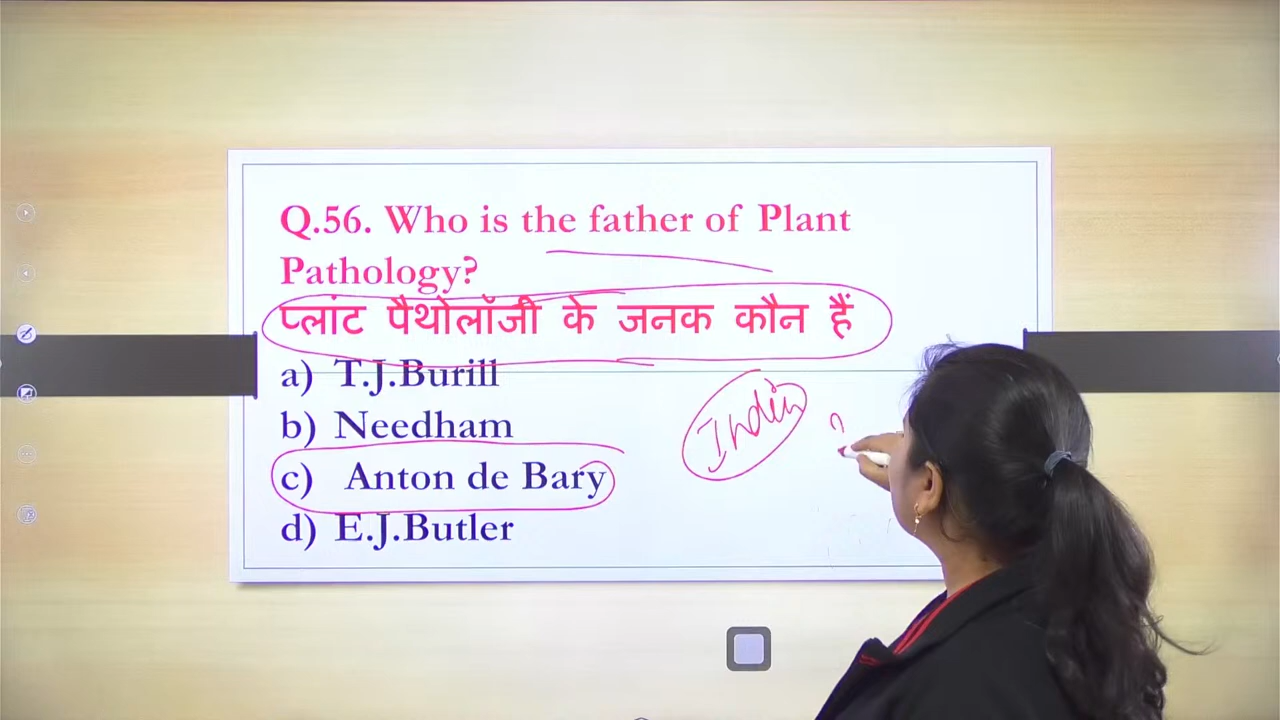 Q.56. Who is the father of Plant
Pathology?
प्लांट पैथोलॉजी के जनक कौन हैं
a) T.J.Burill
b) Needham
c) Anton de Bary
d) E.J.Butler
India
?